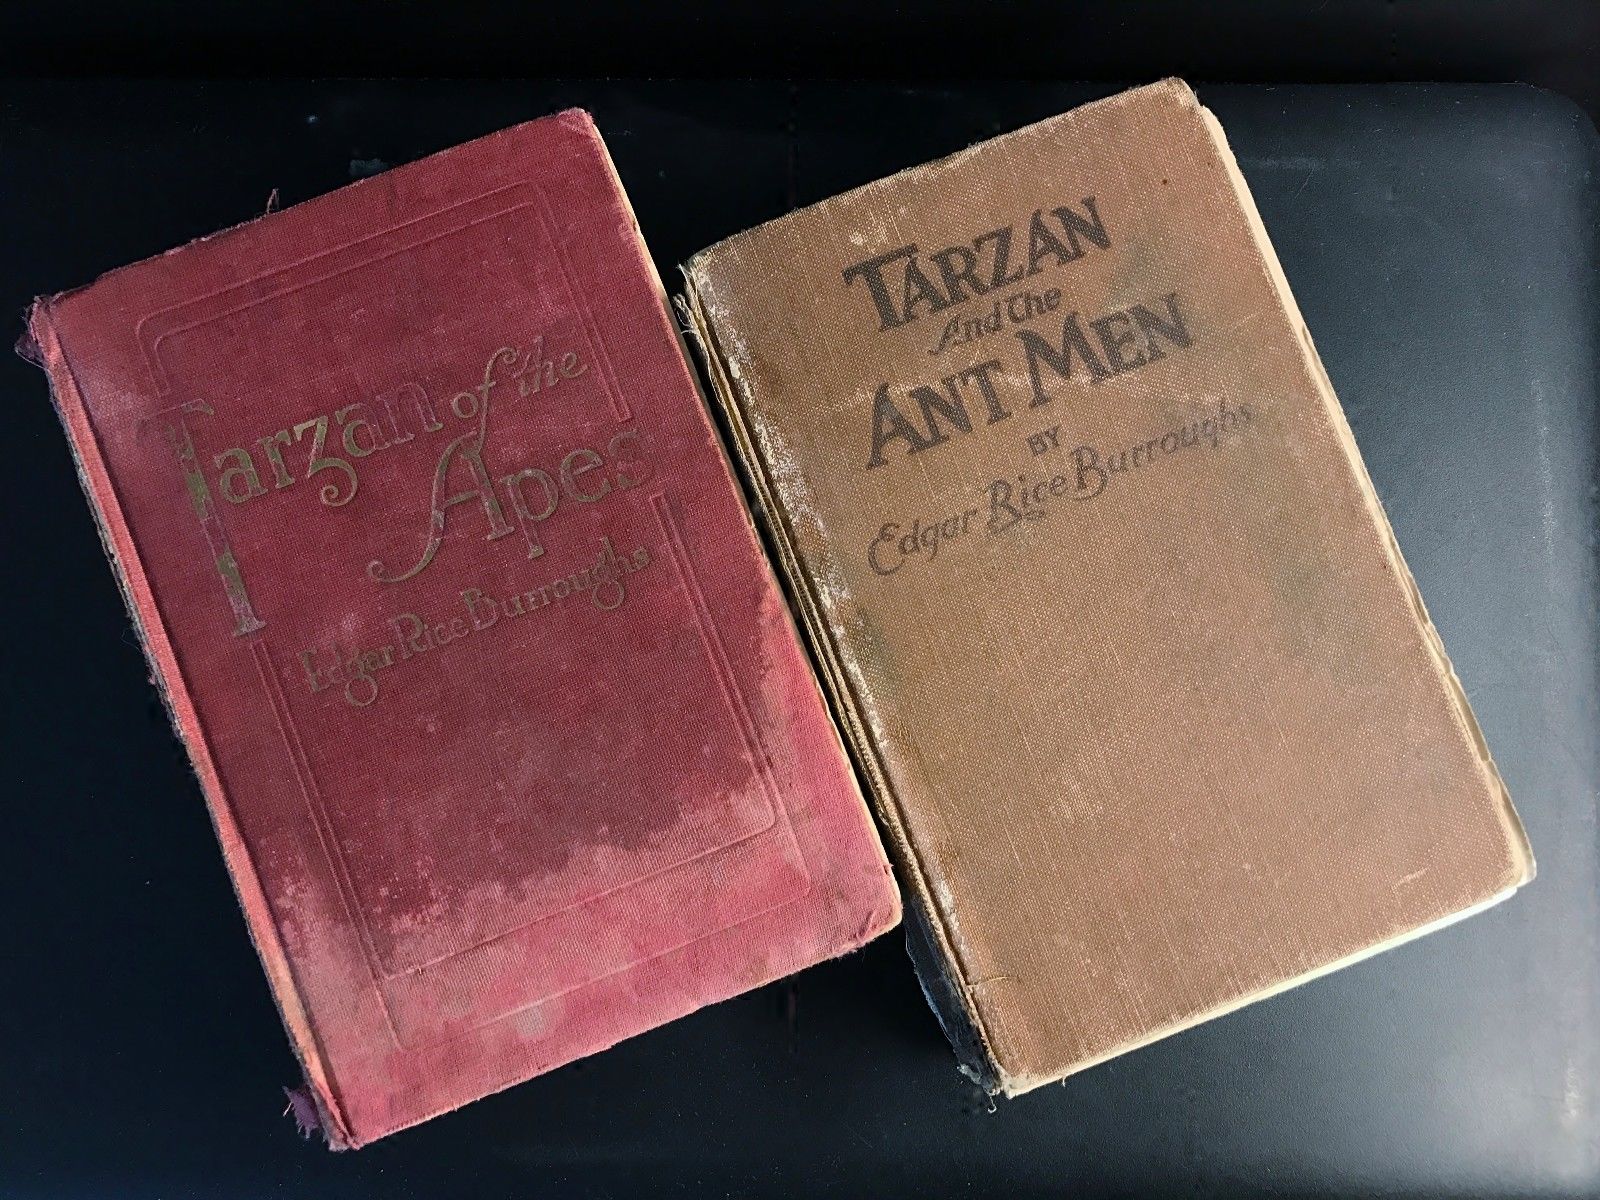 Tarzan of the
Apes
Edgar Rice Burroughs
TARZAN
And the
ANT MEN
BY
Edgar Rice Burroughs